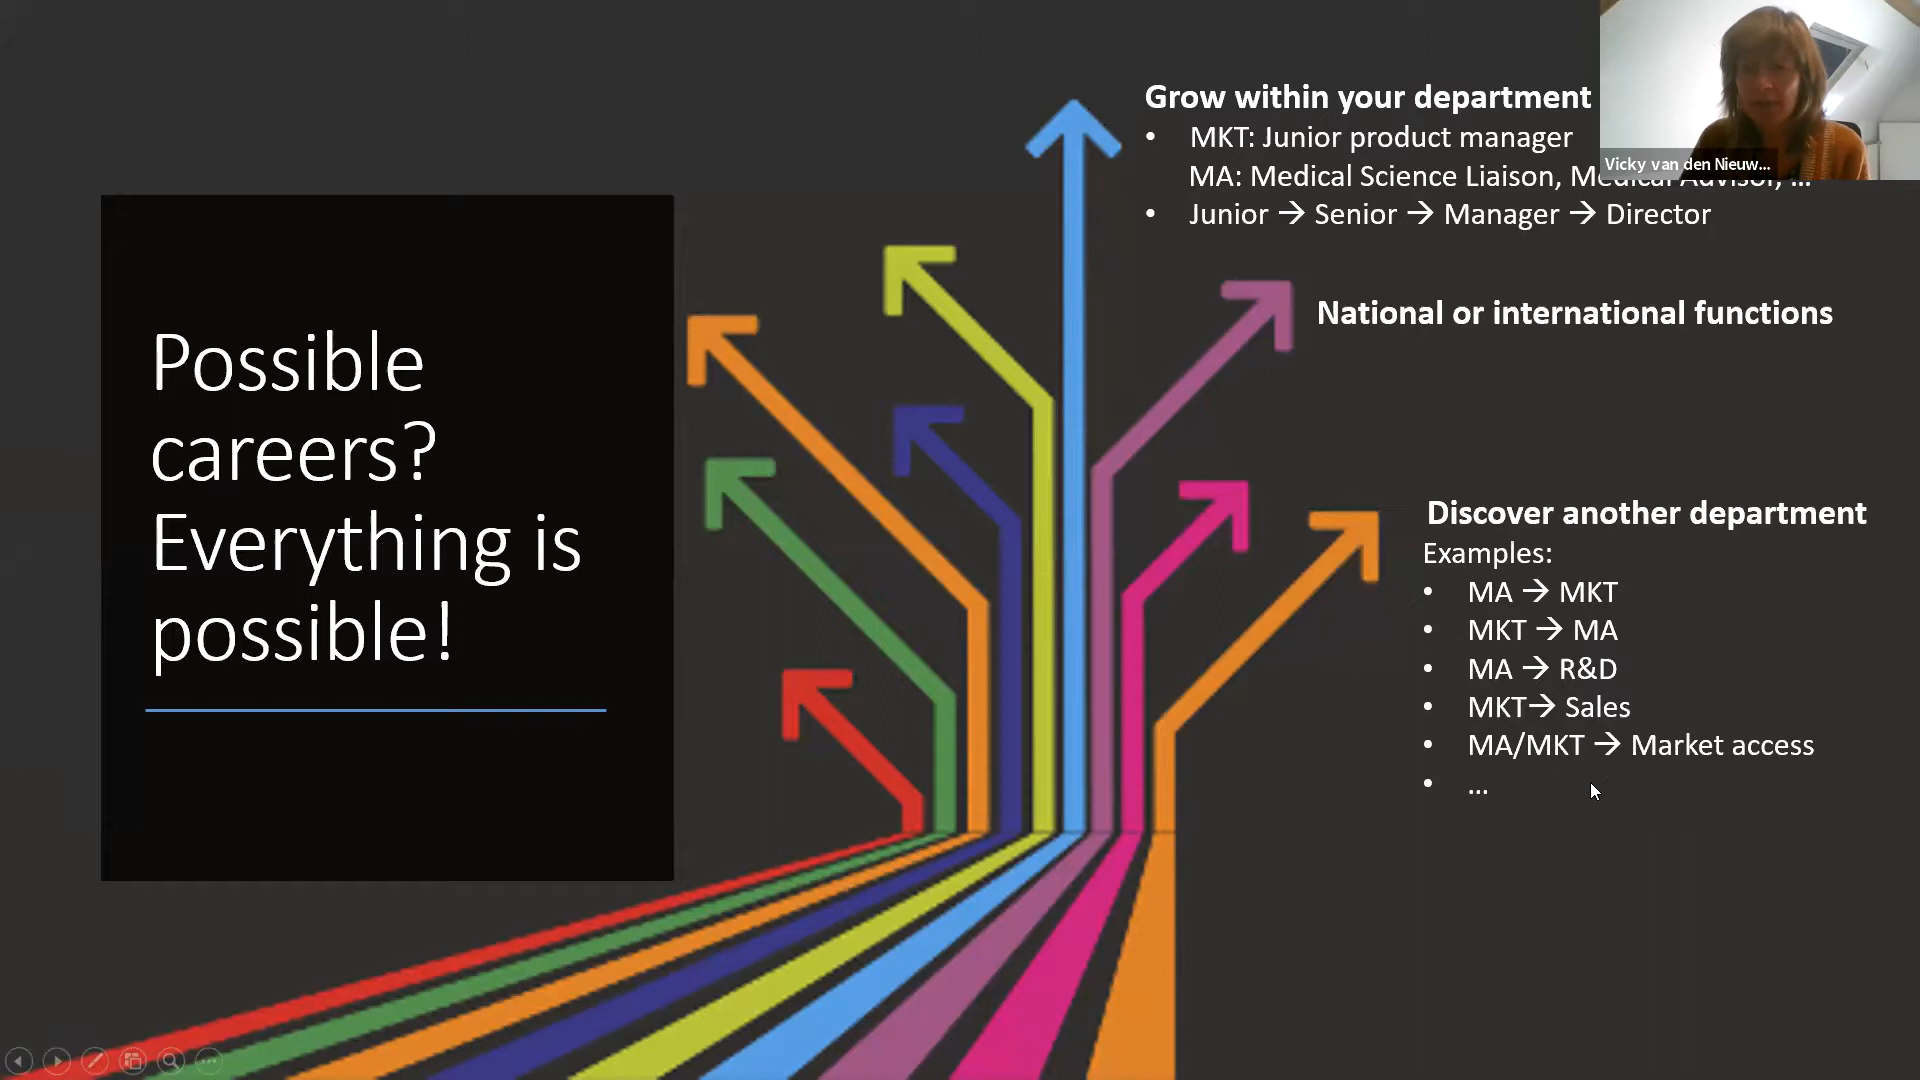 Possible
careers?
Everything is
possible!
Grow within your department
• MKT: Junior product manager
MA: Medical Science Liaison, Medical Advisor, ...
• Junior → Senior → Manager → Director
National or international functions
Discover another department
Examples:
• MA → MKT
• MKT → MA
• MA → R&D
• MKT→ Sales
• MA/MKT → Market access
• ...
Vicky van den Nieuw...